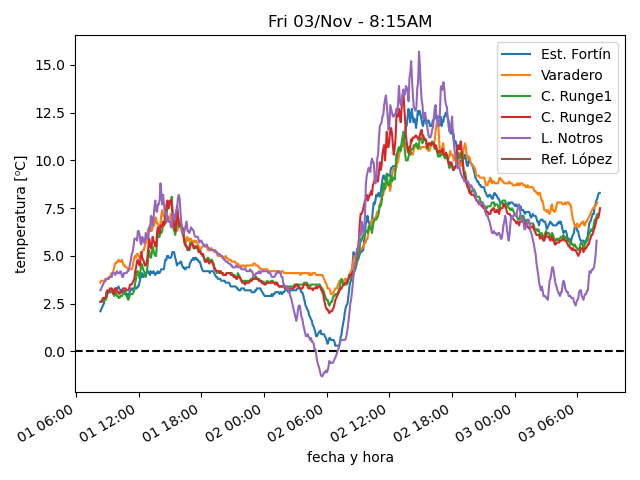 Fri 03/Nov - 8:15AM
temperatura [ºC]
15.0
12.5
10.0
7.5
5.0
2.5
0.0
Est. Fortín
Varadero
C. Runge1
C. Runge2
L. Notros
Ref. López
01 06:00
01 12:00
01 18:00
02 00:00
02 06:00
02 12:00
02 18:00
03 00:00
03 06:00
fecha y hora